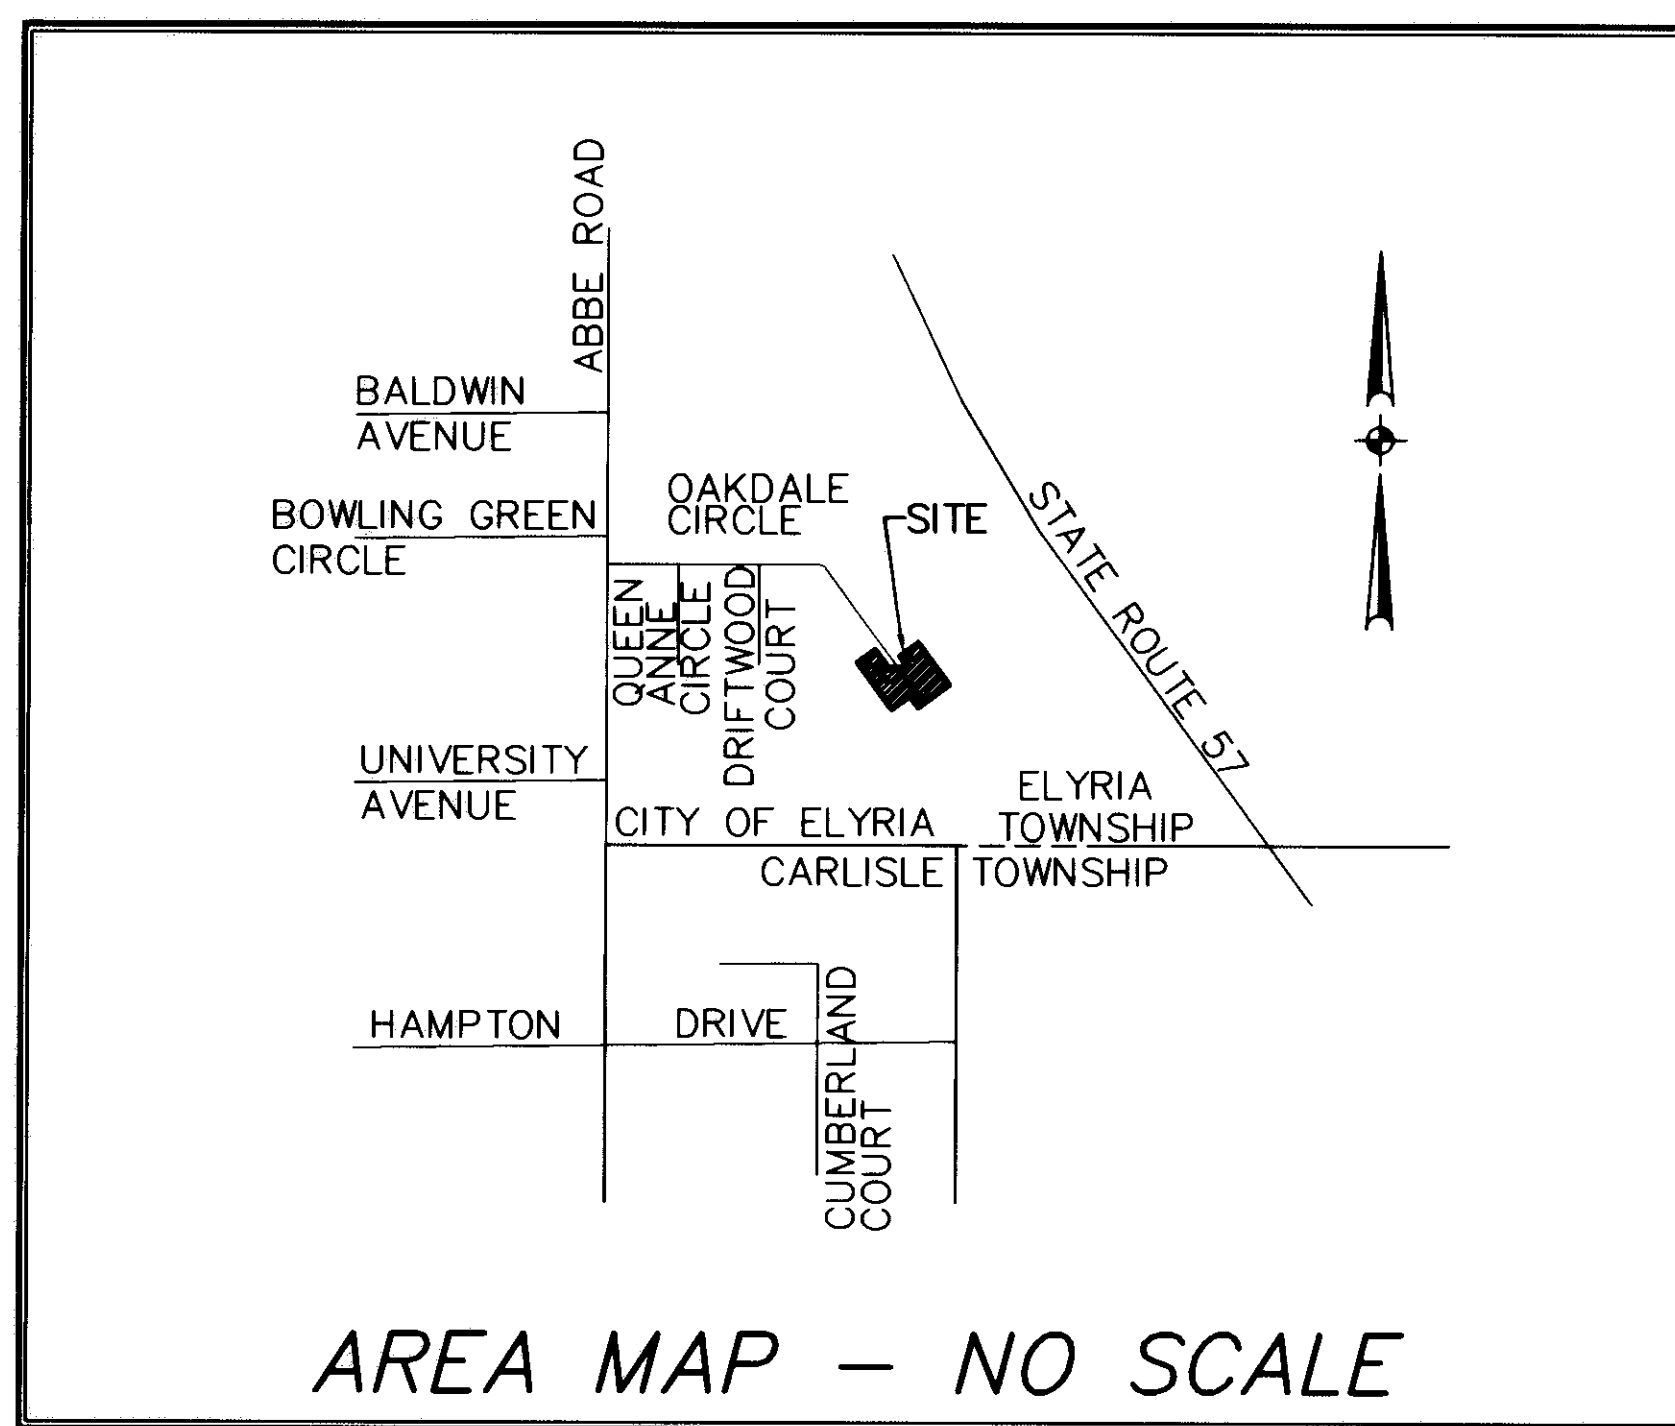 ABBE ROAD
BALDWIN
AVENUE
BOWLING GREEN
CIRCLE
OAKDALE
CIRCLE
SITE
STATE ROUTE 57
QUEEN
ANNE
CIRCLE
DRIFTWOOD
COURT
UNIVERSITY
AVENUE
CITY OF ELYRIA
ELYRIA
TOWNSHIP
CARLISLE TOWNSHIP
HAMPTON DRIVE
CUMBERLAND
COURT
AREA MAP – NO SCALE